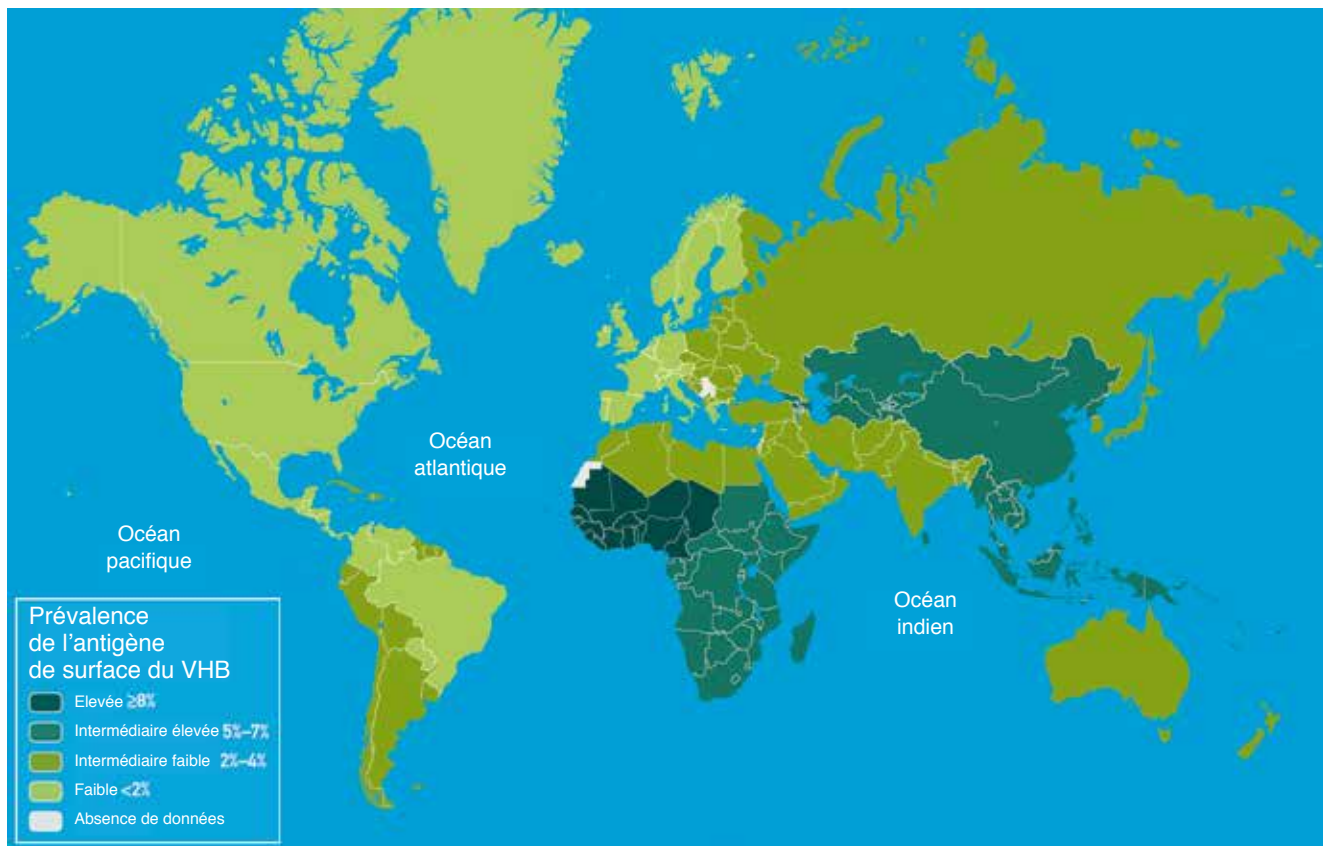 Océan
atlantique
Océan
pacifique
Océan
indien
Prévalence
de l'antigène
de surface du VHB
Elevée ≥8%
Intermédiaire élevée 5%–7%
Intermédiaire faible 2%–4%
Faible <2%
Absence de données